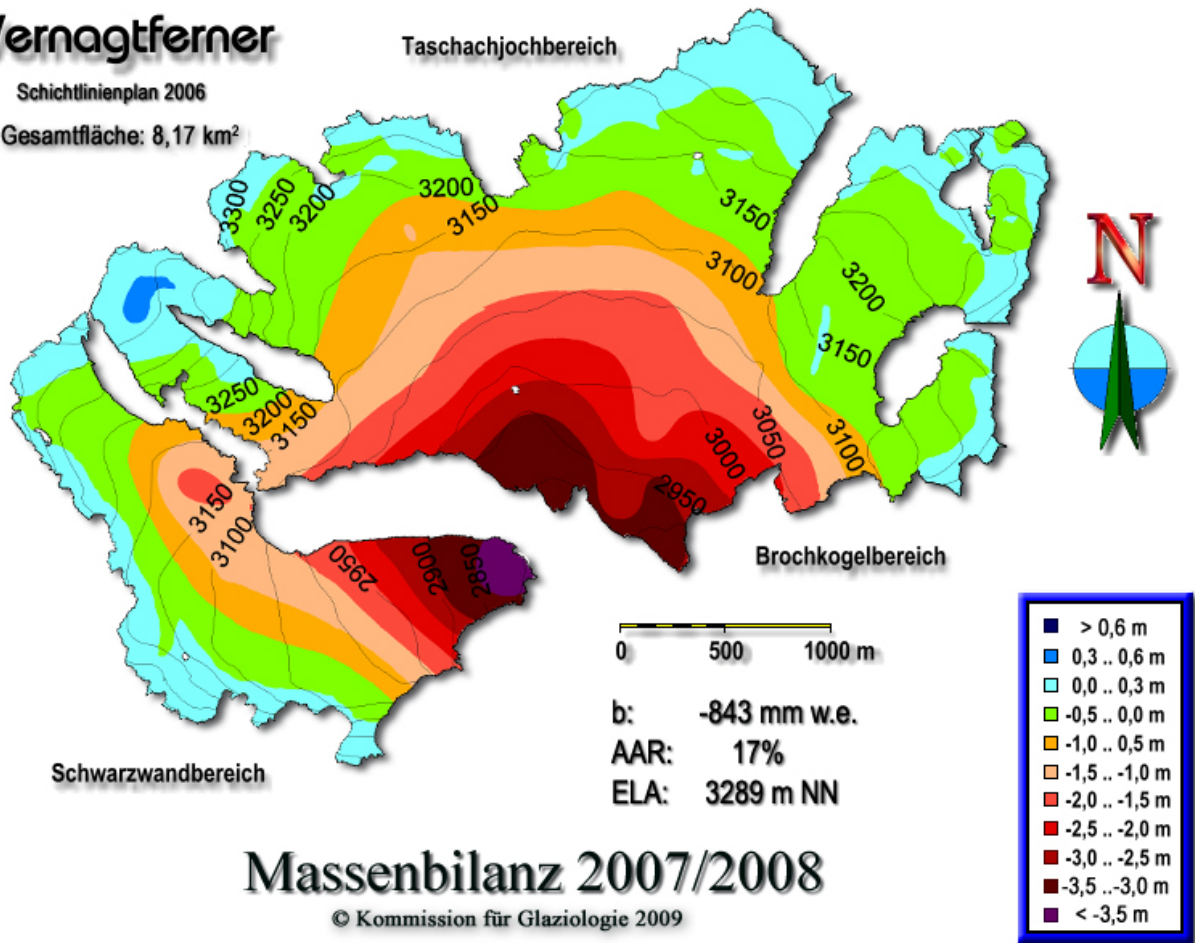 Vernagtferner
Schichtlinienplan 2006
Gesamtfläche: 8,17 km²
Taschachjochbereich
3300
3250
3200
3200
3150
3150
3100
3200
3150
3250
3200
3150
3150
3100
3050
3000
2950
3100
2950
2900
2850
N
Brochkogelbereich
0 500 1000 m
b: -843 mm w.e.
AAR: 17%
ELA: 3289 m NN
Schwarzwandbereich
> 0,6 m
0,3 .. 0,6 m
0,0 .. 0,3 m
-0,5 .. 0,0 m
-1,0 .. 0,5 m
-1,5 .. -1,0 m
-2,0 .. -1,5 m
-2,5 .. -2,0 m
-3,0 .. -2,5 m
-3,5 ..-3,0 m
< -3,5 m
Massenbilanz 2007/2008
© Kommission für Glaziologie 2009